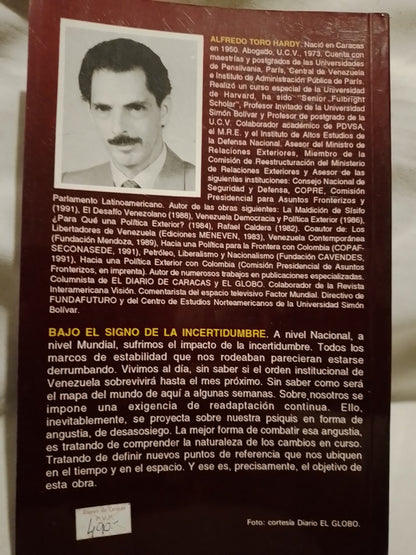 ALFREDO TORO HARDY: Nació en Caracas
en 1950. Abogado, U.C.V., 1973. Cuenta con
maestrías y postgrados de las Universidades
de Pensilvania, París, Central de Venezuela
e Instituto de Administración Pública de París.
Realizó un curso especial de la Universidad
de Harvard, ha sido "Senior Fulbright
Scholar", Profesor Invitado de la Universidad
Simón Bolívar y Profesor de postgrado de la
U.C.V. Colaborador académico de PDVSA,
el M.R.E. y el Instituto de Altos Estudios de
la Defensa Nacional, Asesor del Ministro de
Relaciones Exteriores, Miembro de la
Comisión de Reestructuración del Ministerio
de Relaciones Exteriores y Asesor de las
siguientes instituciones: Consejo Nacional de
Seguridad y Defensa, COPRE, Comisión
Presidencial para Asuntos Fronterizos y
Parlamento Latinoamericano. Autor de las obras siguientes: La Maldición de Sísifo
(1991), El Desafío Venezolano (1988), Venezuela Democracia y Política Exterior (1986),
¿Para Qué una Política Exterior? (1984), Rafael Caldera (1982). Coautor de: Los
Libertadores de Venezuela (Ediciones MENEVEN, 1983), Venezuela Contemporánea
(Fundación Mendoza, 1989), Hacia una Política para la Frontera con Colombia (COPAF-
SECONASEDE, 1991), Petróleo, Liberalismo y Nacionalismo (Fundación CAVENDES,
1991), Hacia una Política Exterior con Colombia (Comisión Presidencial de Asuntos
Fronterizos, en imprenta). Autor de numerosos trabajos en publicaciones especializadas.
Columnista de EL DIARIO DE CARACAS y EL GLOBO. Colaborador de la Revista
Interamericana Visión. Comentarista del espacio televisivo Factor Mundial. Directivo de
FUNDAFUTURO y del Centro de Estudios Norteamericanos de la Universidad Simón
Bolívar.
BAJO EL SIGNO DE LA INCERTIDUMBRE. A nivel Nacional, a
nivel Mundial, sufrimos el impacto de la incertidumbre. Todos los
marcos de estabilidad que nos rodeaban parecieran estarse
derrumbando. Vivimos al día, sin saber si el orden institucional de
Venezuela sobrevivirá hasta el mes próximo. Sin saber como será
el mapa del mundo de aquí a algunas semanas. Sobre nosotros se
impone una exigencia de readaptación continua. Ello,
inevitablemente, se proyecta sobre nuestra psiquis en forma de
angustia, de desasosiego. La mejor forma de combatir esa angustia,
es tratando de comprender la naturaleza de los cambios en curso.
Tratando de definir nuevos puntos de referencia que nos ubiquen
en el tiempo y en el espacio. Y ese es, precisamente, el objetivo de
esta obra.
Foto: cortesía Diario EL GLOBO.